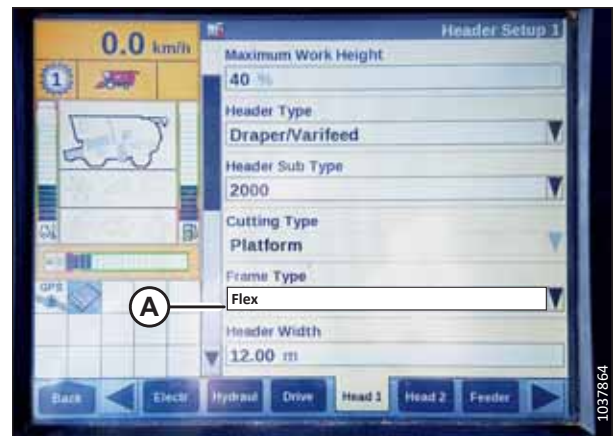 0.0 km/h
Header Setup 1
1
Maximum Work Height
40 %
Header Type
Draper/Varifeed
Header Sub Type
2000
Cutting Type
Platform
Frame Type
A
Flex
GPS
Header Width
12.00 m
Back
Electr
Hydraul
Drive
Head 1
Head 2
Feeder
1037864